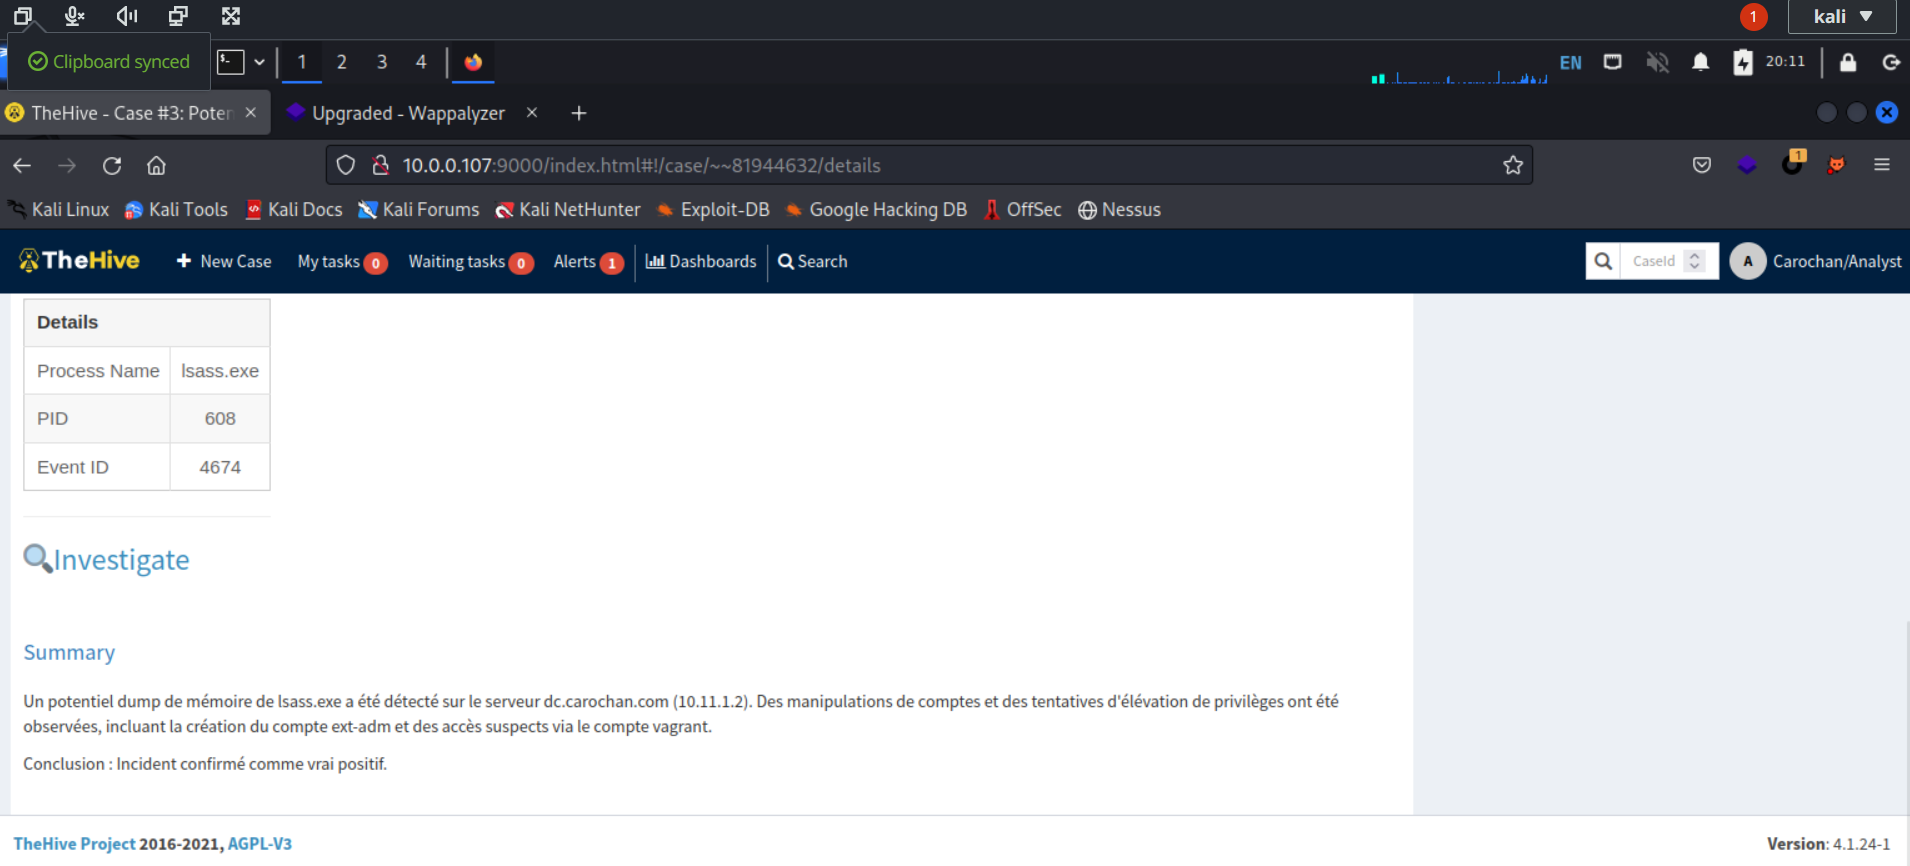 1
kali
Clipboard synced
1 2 3 4
EN
20:11
TheHive - Case #3: Poten
Upgraded - Wappalyzer
10.0.0.107:9000/index.html#!/case/~~81944632/details
1
Kali Linux Kali Tools Kali Docs Kali Forums Kali NetHunter Exploit-DB Google Hacking DB OffSec Nessus
TheHive
New Case My tasks 0 Waiting tasks 0 Alerts 1 Dashboards Search
CaseId
A Carochan/Analyst
Details
Process Name lsass.exe
PID 608
Event ID 4674
Investigate
Summary
Un potentiel dump de mémoire de lsass.exe a été détecté sur le serveur dc.carochan.com (10.11.1.2). Des manipulations de comptes et des tentatives d'élévation de privilèges ont été
observées, incluant la création du compte ext-adm et des accès suspects via le compte vagrant.
Conclusion : Incident confirmé comme vrai positif.
TheHive Project 2016-2021, AGPL-V3
Version: 4.1.24-1